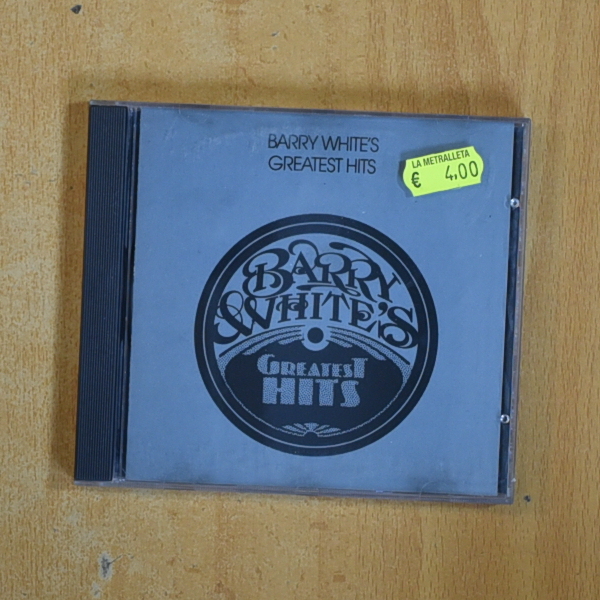 BARRY WHITE'S
GREATEST HITS
LA METRALLETA
€ 4,00
BARRY
WHITE'S
GREATEST
HITS